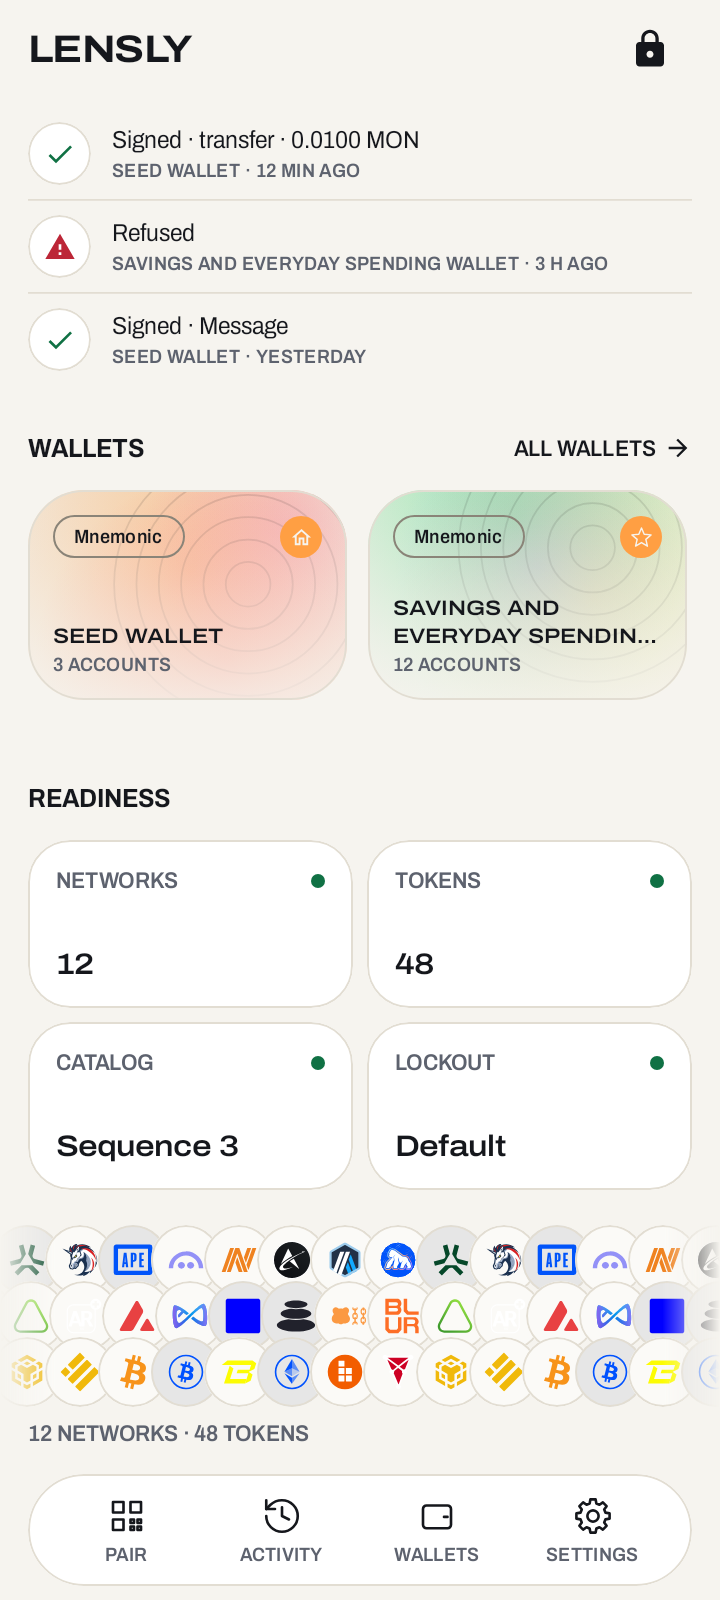 LENSLY
Signed · transfer · 0.0100 MON
SEED WALLET · 12 MIN AGO
Refused
SAVINGS AND EVERYDAY SPENDING WALLET · 3 H AGO
Signed · Message
SEED WALLET · YESTERDAY
WALLETS
ALL WALLETS
Mnemonic
SEED WALLET
3 ACCOUNTS
Mnemonic
SAVINGS AND
EVERYDAY SPENDIN...
12 ACCOUNTS
READINESS
NETWORKS
12
TOKENS
48
CATALOG
Sequence 3
LOCKOUT
Default
APE
APE
AR
BL
UR
AR
12 NETWORKS · 48 TOKENS
PAIR
ACTIVITY
WALLETS
SETTINGS